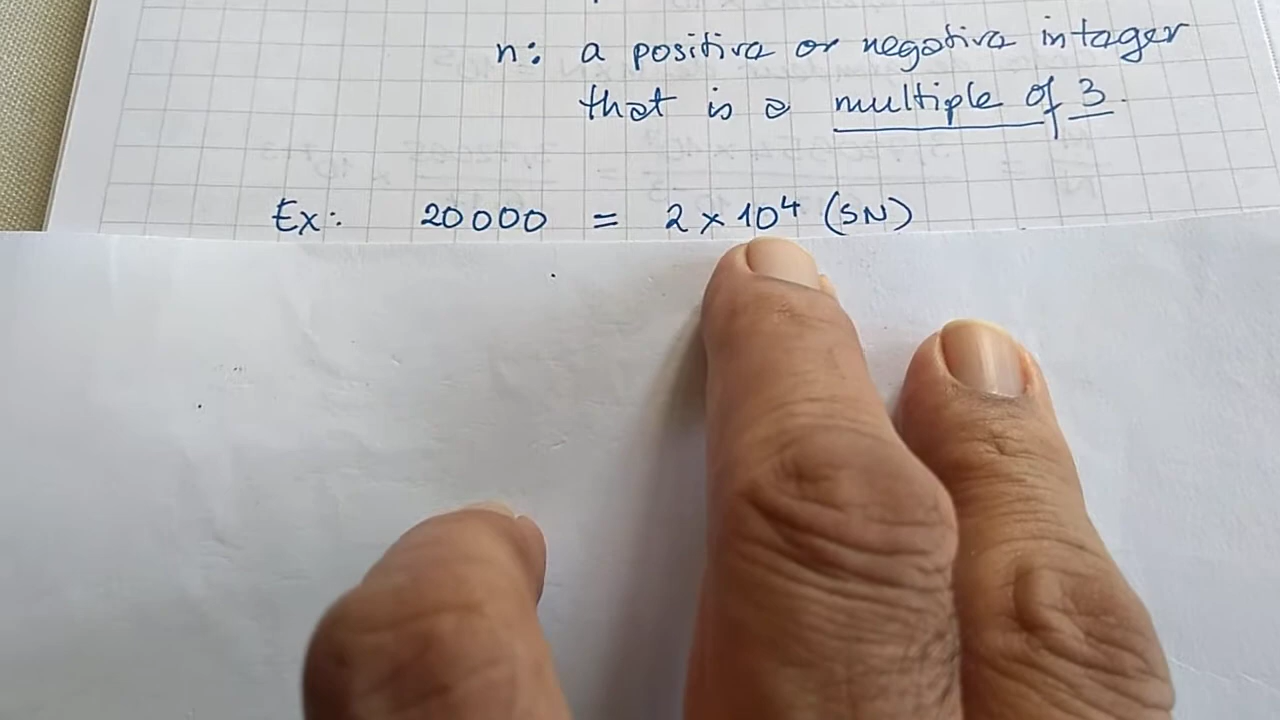 n: a positive or negative integer
that is a multiple of 3.
Ex: 20000 = 2 × 10⁴ (SN)